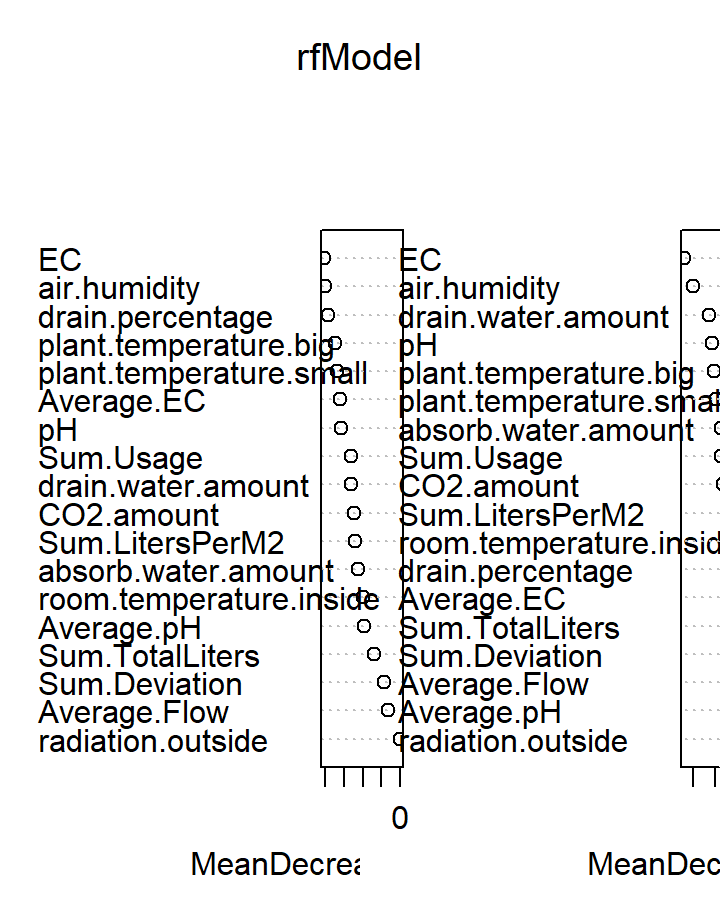 rfModel
EC
air.humidity
drain.percentage
plant.temperature.big
plant.temperature.small
Average.EC
pH
Sum.Usage
drain.water.amount
CO2.amount
Sum.LitersPerM2
absorb.water.amount
room.temperature.inside
Average.pH
Sum.TotalLiters
Sum.Deviation
Average.Flow
radiation.outside
0
MeanDecrea
EC
air.humidity
drain.water.amount
pH
plant.temperature.big
plant.temperature.smal
absorb.water.amount
Sum.Usage
CO2.amount
Sum.LitersPerM2
room.temperature.insid
drain.percentage
Average.EC
Sum.TotalLiters
Sum.Deviation
Average.Flow
Average.pH
radiation.outside
MeanDec